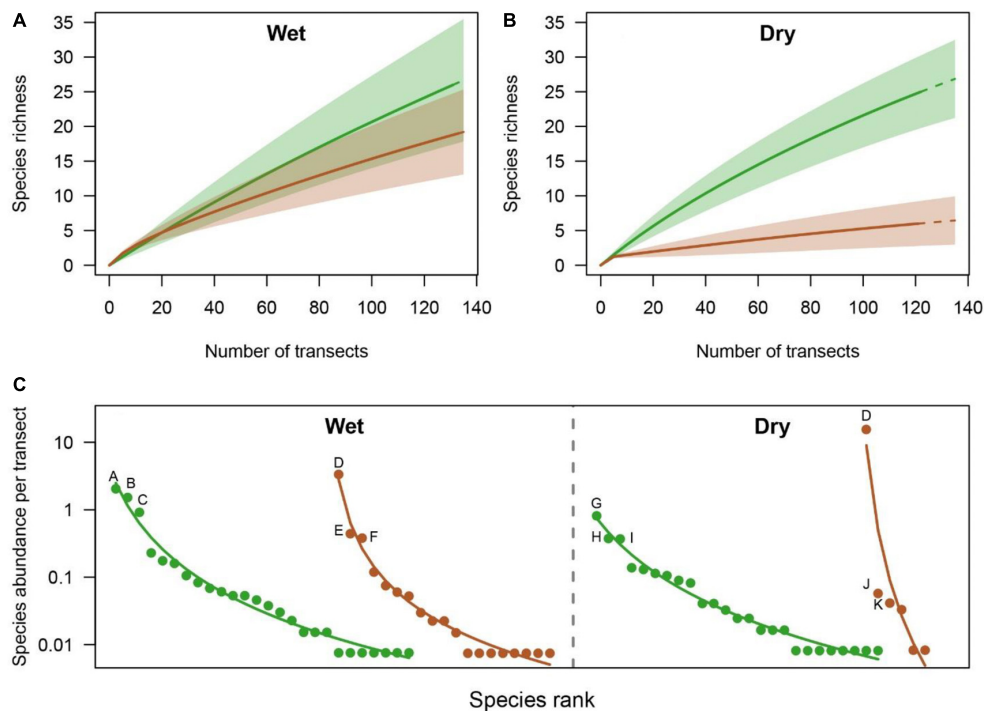 A
B
Wet
Dry
Species richness
35
30
25
20
15
10
5
0
0 20 40 60 80 100 120 140
Number of transects
Species richness
35
30
25
20
15
10
5
0
0 20 40 60 80 100 120 140
Number of transects
C
Wet
Dry
Species abundance per transect
10
1
0.1
0.01
A
B
C
D
E
F
G
H
I
D
J
K
Species rank